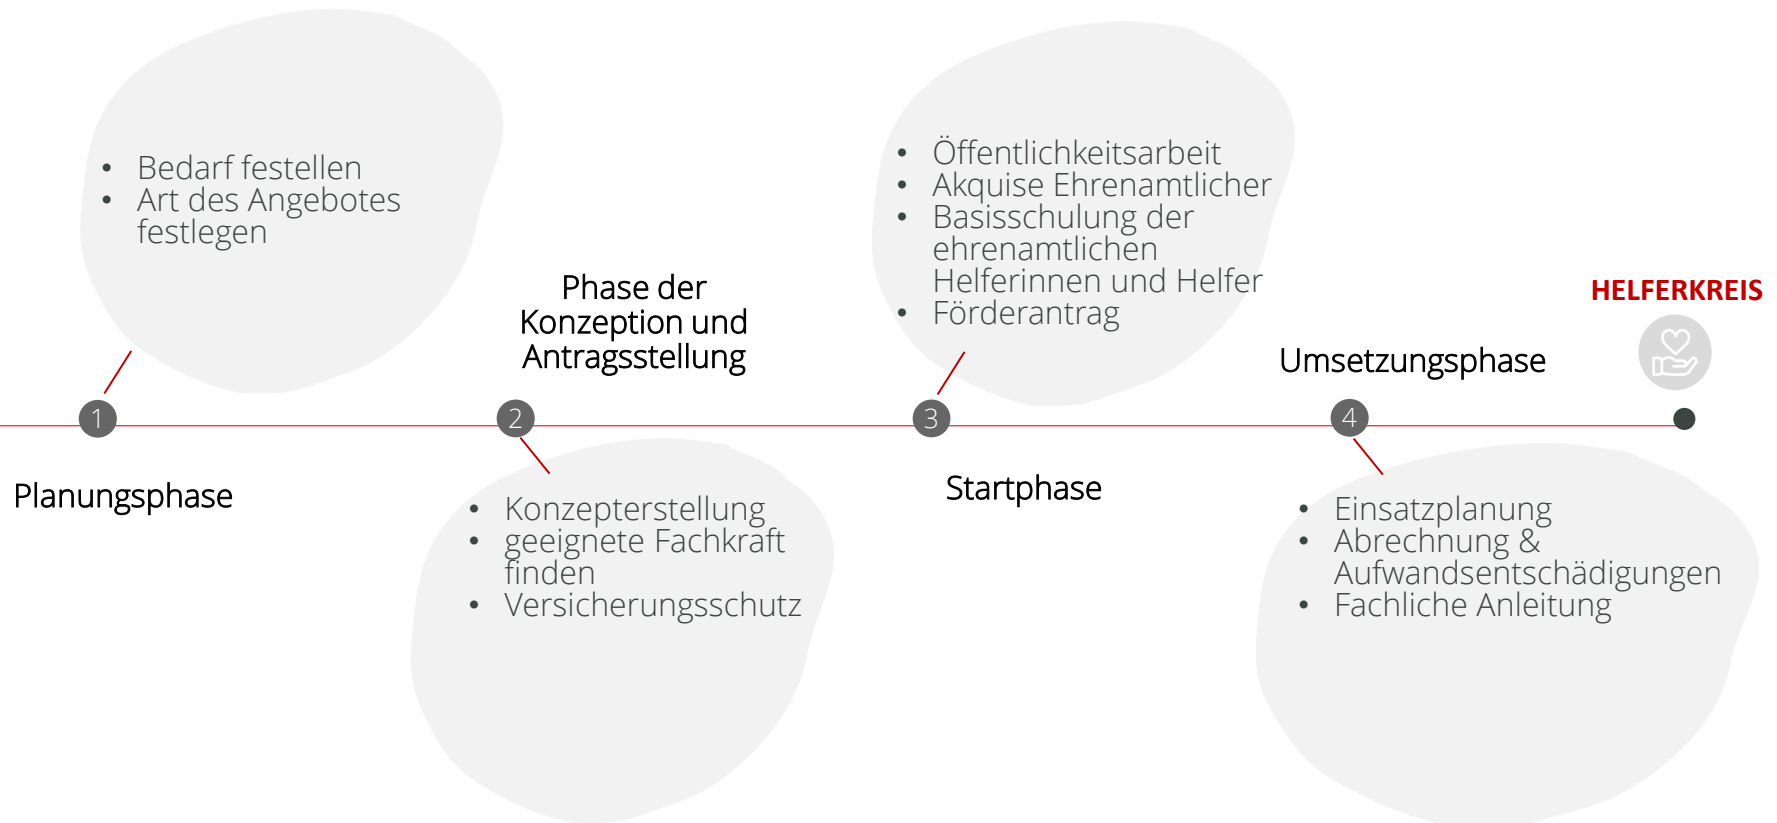 • Bedarf festellen
• Art des Angebotes
festlegen
1
Planungsphase
Phase der
Konzeption und
Antragsstellung
2
• Konzepterstellung
• geeignete Fachkraft
finden
• Versicherungsschutz
• Öffentlichkeitsarbeit
• Akquise Ehrenamtlicher
• Basisschulung der
ehrenamtlichen
Helferinnen und Helfer
• Förderantrag
3
Startphase
Umsetzungsphase
4
• Einsatzplanung
• Abrechnung &
Aufwandsentschädigungen
• Fachliche Anleitung
HELFERKREIS